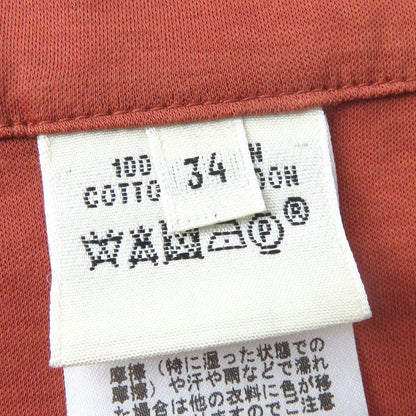 34
100
COTTO
P ®
摩擦(特に湿った状態での
摩擦)や汗や雨などで濡れ
場合は他の衣料に色が移